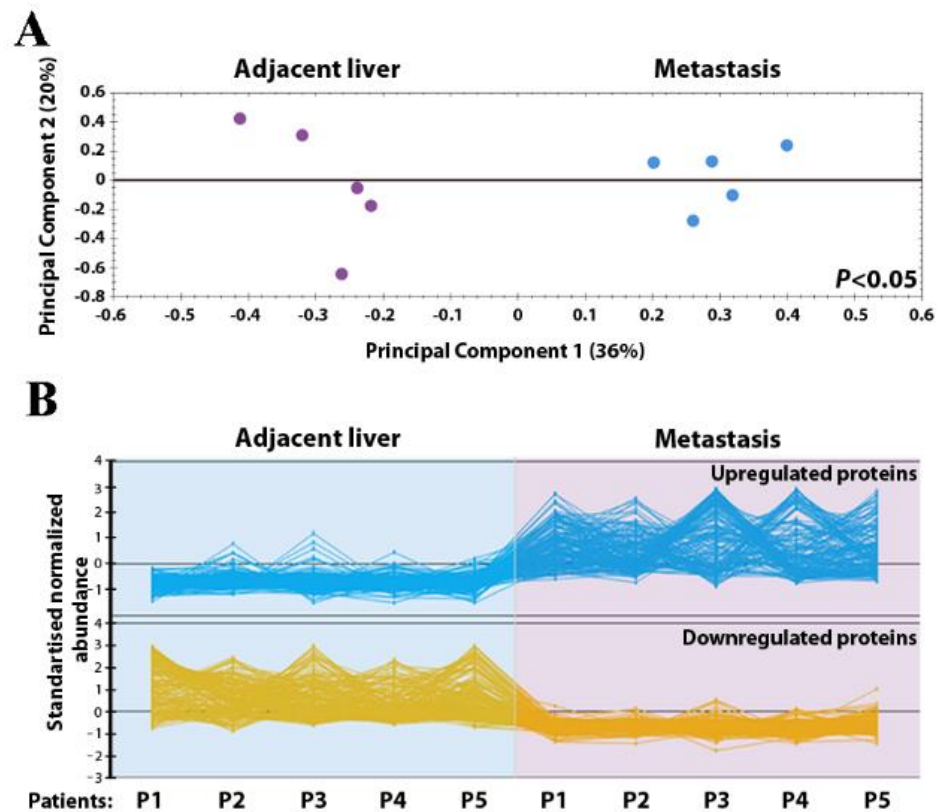 A
Adjacent liver Metastasis
Principal Component 2 (20%)
0.6
0.4
0.2
0
-0.2
-0.4
-0.6
-0.8
P<0.05
-0.6 -0.5 -0.4 -0.3 -0.2 -0.1 0 0.1 0.2 0.3 0.4 0.5 0.6
Principal Component 1 (36%)
B
Adjacent liver Metastasis
Standartised normalized
abundance
4
3
2
1
0
-1
Upregulated proteins
4
3
2
1
0
-1
-2
-3
Downregulated proteins
Patients: P1 P2 P3 P4 P5 P1 P2 P3 P4 P5